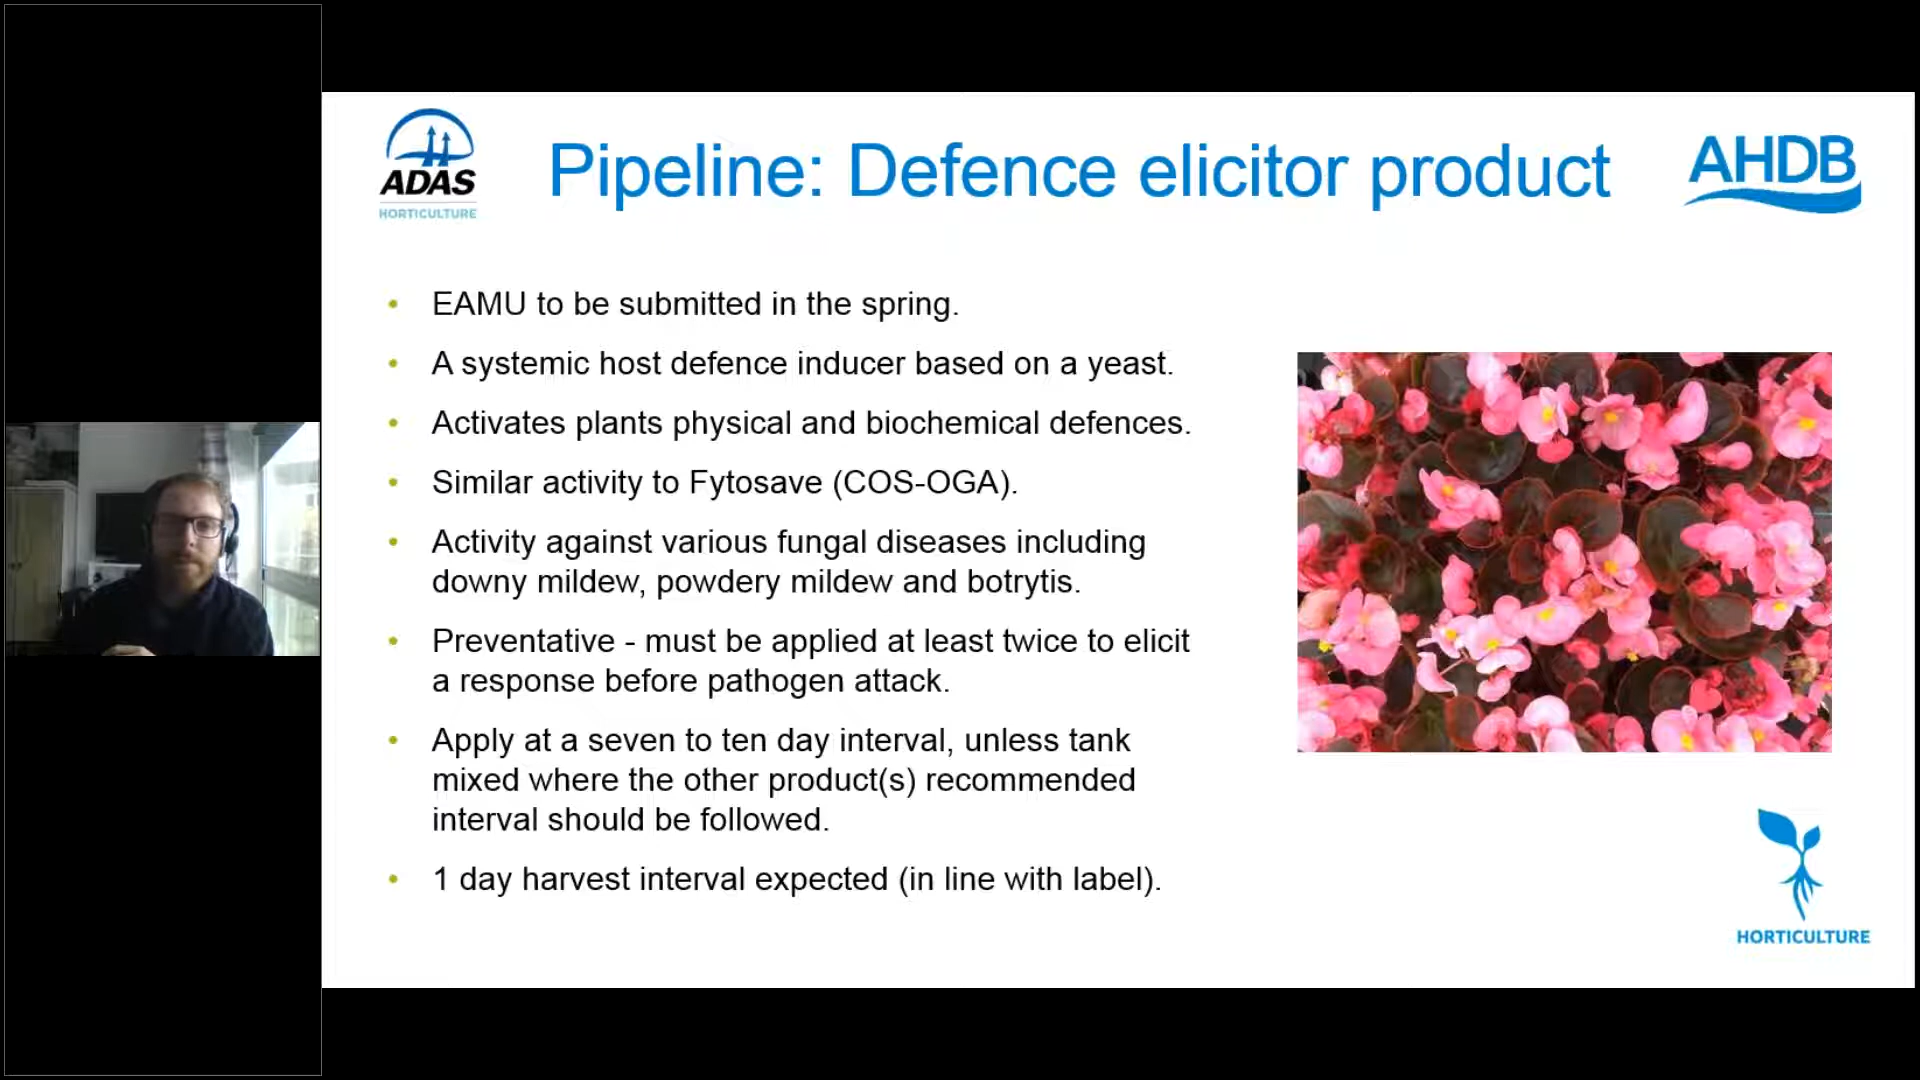 ADAS
HORTICULTURE
Pipeline: Defence elicitor product
AHDB
• EAMU to be submitted in the spring.
• A systemic host defence inducer based on a yeast.
• Activates plants physical and biochemical defences.
• Similar activity to Fytosave (COS-OGA).
• Activity against various fungal diseases including
downy mildew, powdery mildew and botrytis.
• Preventative - must be applied at least twice to elicit
a response before pathogen attack.
• Apply at a seven to ten day interval, unless tank
mixed where the other product(s) recommended
interval should be followed.
• 1 day harvest interval expected (in line with label).
HORTICULTURE